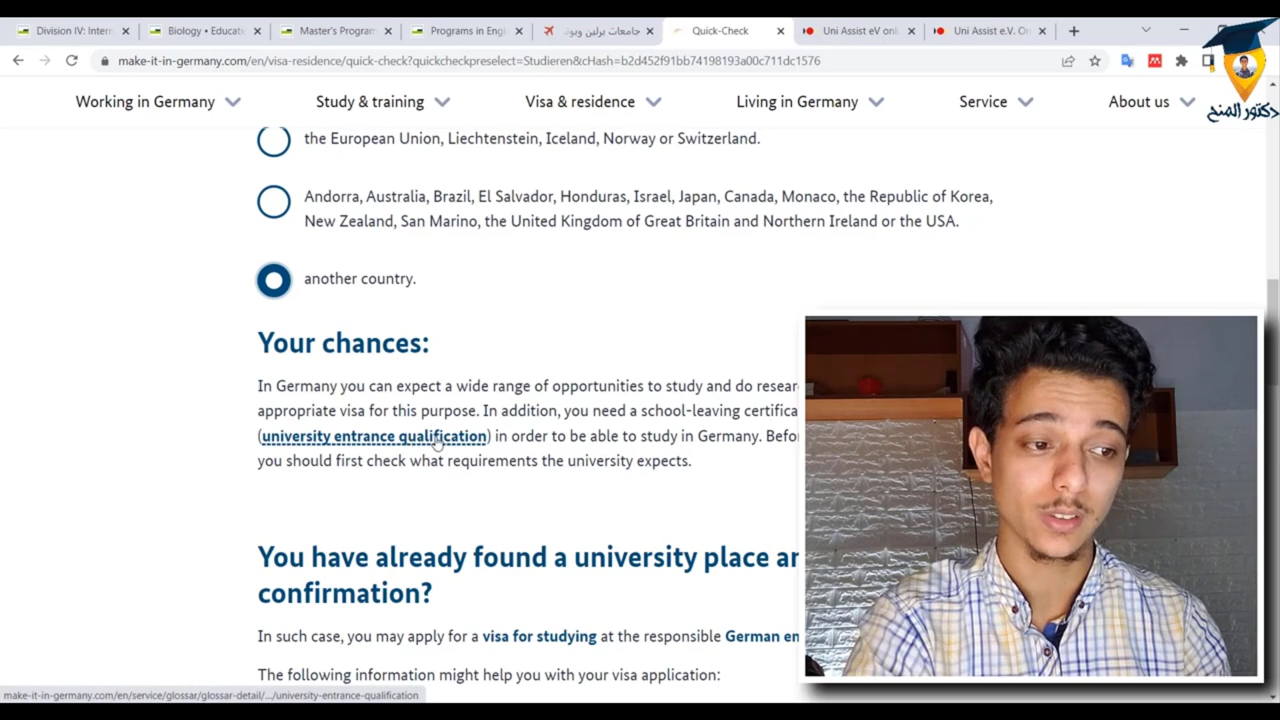 Division IV: Intern
Biology • Educati
Master's Program
Programs in Engl
جامعات برلين وبود
Quick-Check
Uni Assist eV onl
Uni Assist e.V. On
make-it-in-germany.com/en/visa-residence/quick-check?quickcheckpreselect=Studieren&cHash=b2d452f91bb74198193a00c711dc1576
دكتور المنح
Working in Germany
Study & training
Visa & residence
Living in Germany
Service
About us
the European Union, Liechtenstein, Iceland, Norway or Switzerland.
Andorra, Australia, Brazil, El Salvador, Honduras, Israel, Japan, Canada, Monaco, the Republic of Korea,
New Zealand, San Marino, the United Kingdom of Great Britain and Northern Ireland or the USA.
another country.
Your chances:
In Germany you can expect a wide range of opportunities to study and do resear
appropriate visa for this purpose. In addition, you need a school-leaving certifica
(university entrance qualification) in order to be able to study in Germany. Befor
you should first check what requirements the university expects.
You have already found a university place an
confirmation?
In such case, you may apply for a visa for studying at the responsible German em
The following information might help you with your visa application:
make-it-in-germany.com/en/service/glossar/glossar-detail/.../university-entrance-qualification